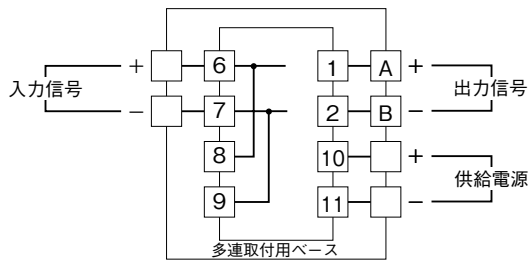 + 6 1 A +
入力信号 出力信号
− 7 2 B −
8 10 +
供給電源
9 11 −
多連取付用ベース